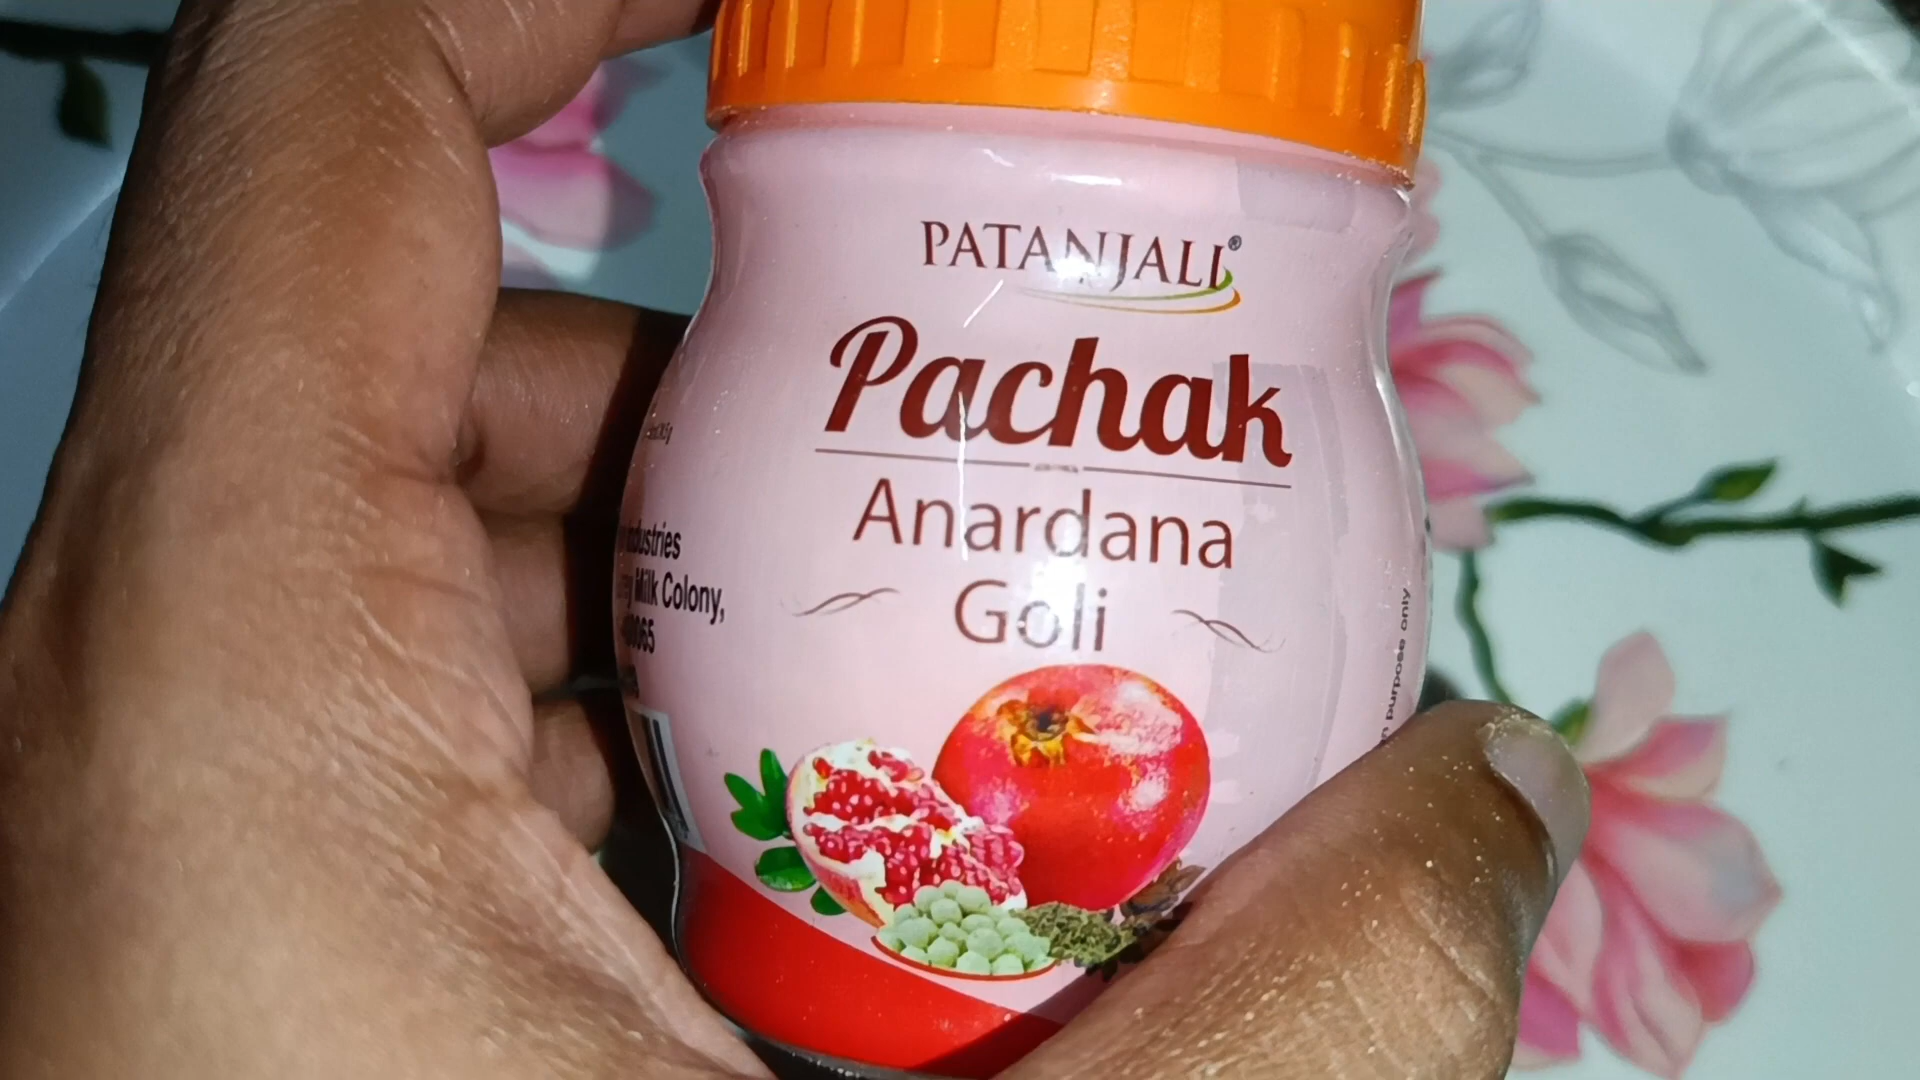 PATANJALI®
Pachak
Anardana
Goli
Industries
Milk Colony,
purpose only